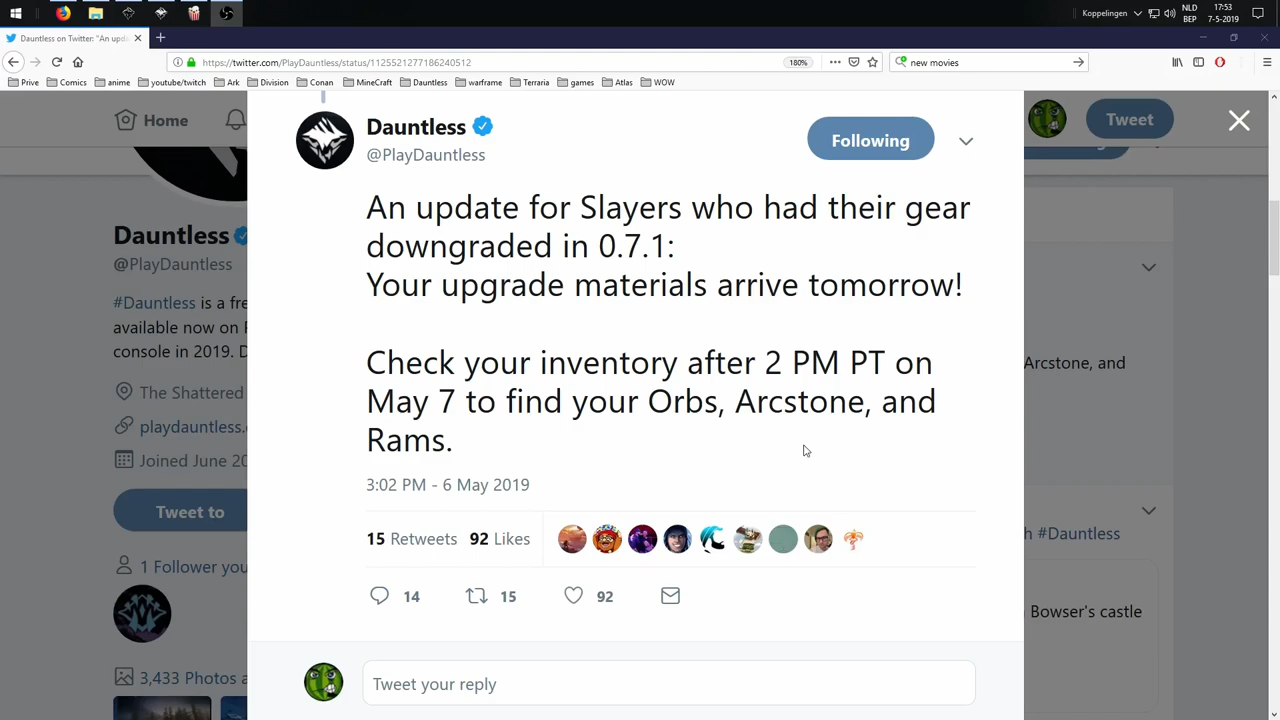 Koppelingen
NLD
BEP
17:53
7-5-2019
Dauntless on Twitter: "An upda
https://twitter.com/PlayDauntless/status/1125521277186240512
180%
new movies
Prive
Comics
anime
youtube/twitch
Ark
Division
Conan
MineCraft
Dauntless
warframe
Terraria
games
Atlas
WOW
Home
Tweet
Dauntless
@PlayDauntless
#Dauntless is a fre
available now on P
console in 2019. D
The Shattered
playdauntless.
Joined June 20
Tweet to
1 Follower you
3,433 Photos a
Dauntless
@PlayDauntless
Following
An update for Slayers who had their gear
downgraded in 0.7.1:
Your upgrade materials arrive tomorrow!
Check your inventory after 2 PM PT on
May 7 to find your Orbs, Arcstone, and
Rams.
3:02 PM - 6 May 2019
15 Retweets 92 Likes
14
15
92
Tweet your reply
Arcstone, and
h #Dauntless
Bowser's castle